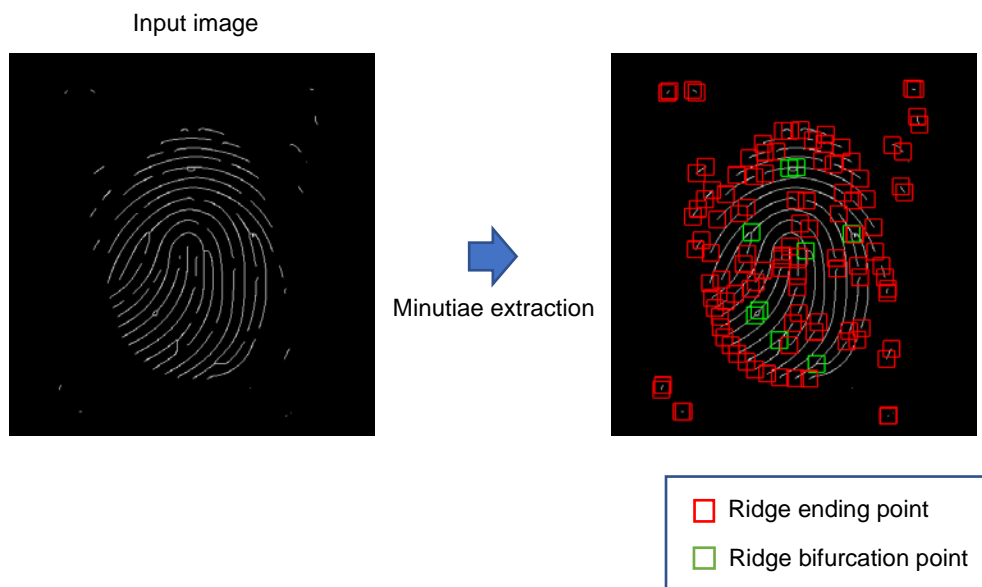 Input image
Minutiae extraction
Ridge ending point
Ridge bifurcation point